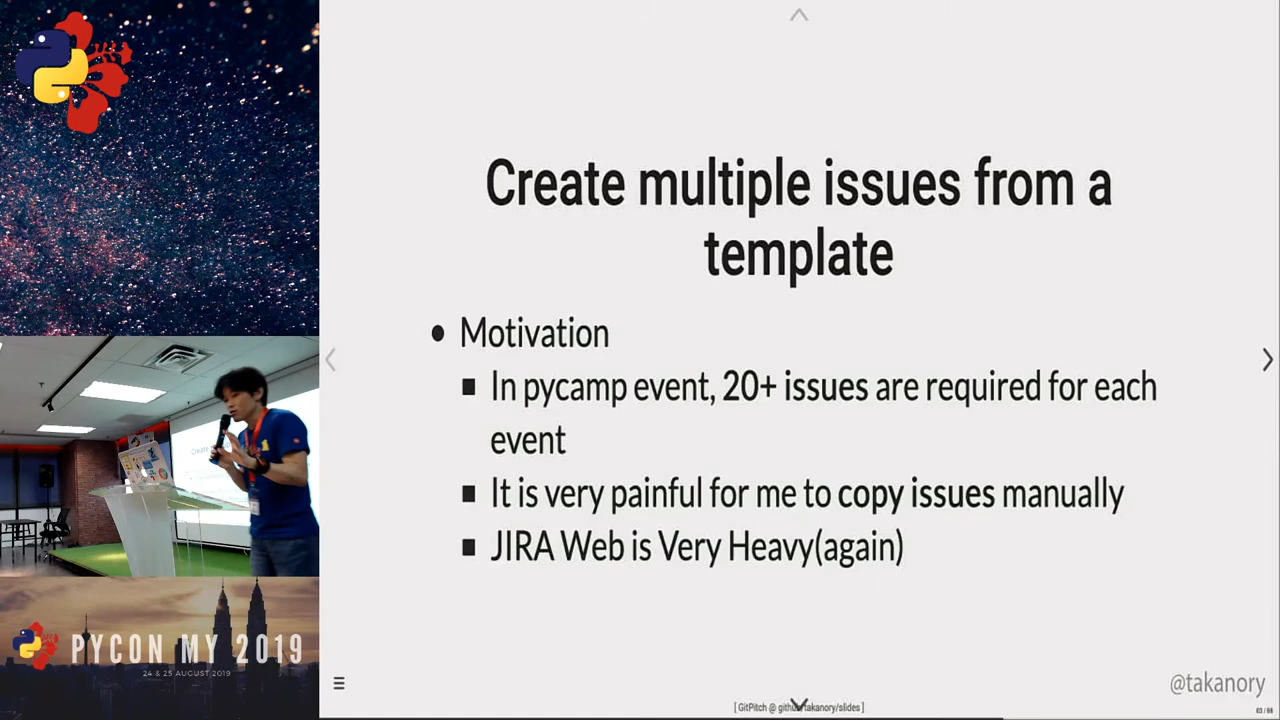 Create multiple issues from a
template
Motivation
In pycamp event, 20+ issues are required for each
event
It is very painful for me to copy issues manually
JIRA Web is Very Heavy(again)
PYCON MY 2019
24 & 25 AUGUST 2019
@takanory
[ GitPitch @ github/takanory/slides ]
63 / 68